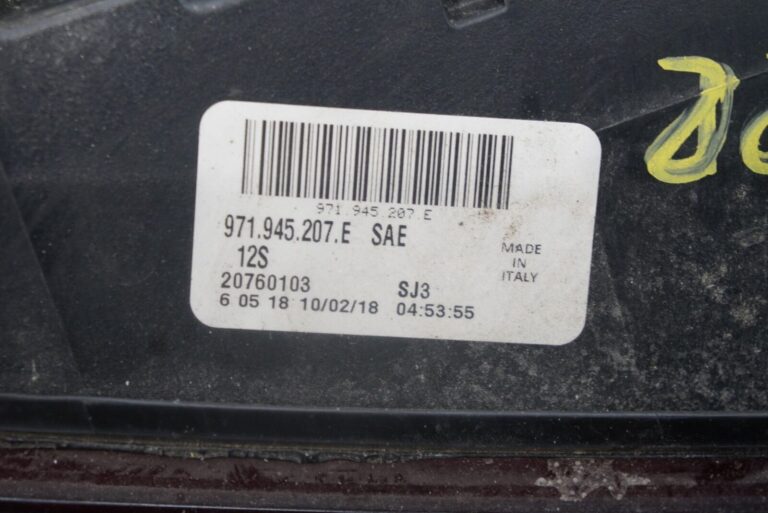 971.945.207.E
971.945.207.E SAE
12S
MADE
IN
ITALY
20760103 SJ3
6 05 18 10/02/18 04:53:55